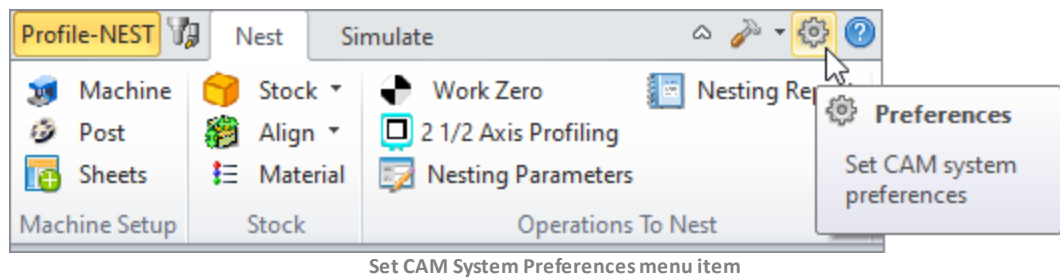 Profile-NEST Nest Simulate
Machine Stock Work Zero Nesting Rep
Post Align 2 1/2 Axis Profiling
Sheets Material Nesting Parameters
Machine Setup Stock Operations To Nest
Preferences
Set CAM system
preferences
Set CAM System Preferences menu item